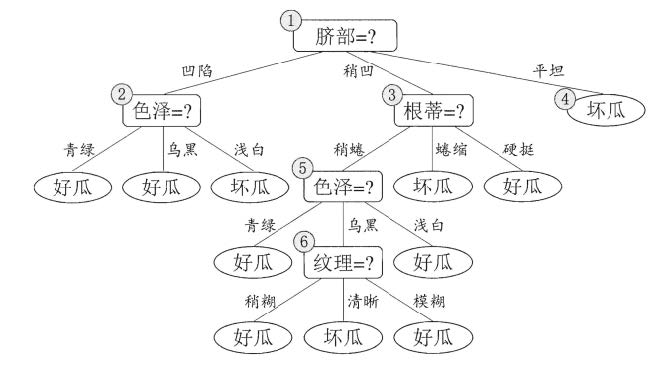 ① 脐部=?
凹陷 稍凹 平坦
② 色泽=? ③ 根蒂=? ④ 坏瓜
青绿 乌黑 浅白 稍蜷 蜷缩 硬挺
好瓜 好瓜 坏瓜 ⑤ 色泽=? 坏瓜 好瓜
青绿 乌黑 浅白
好瓜 ⑥ 纹理=? 好瓜
稍糊 清晰 模糊
好瓜 坏瓜 好瓜